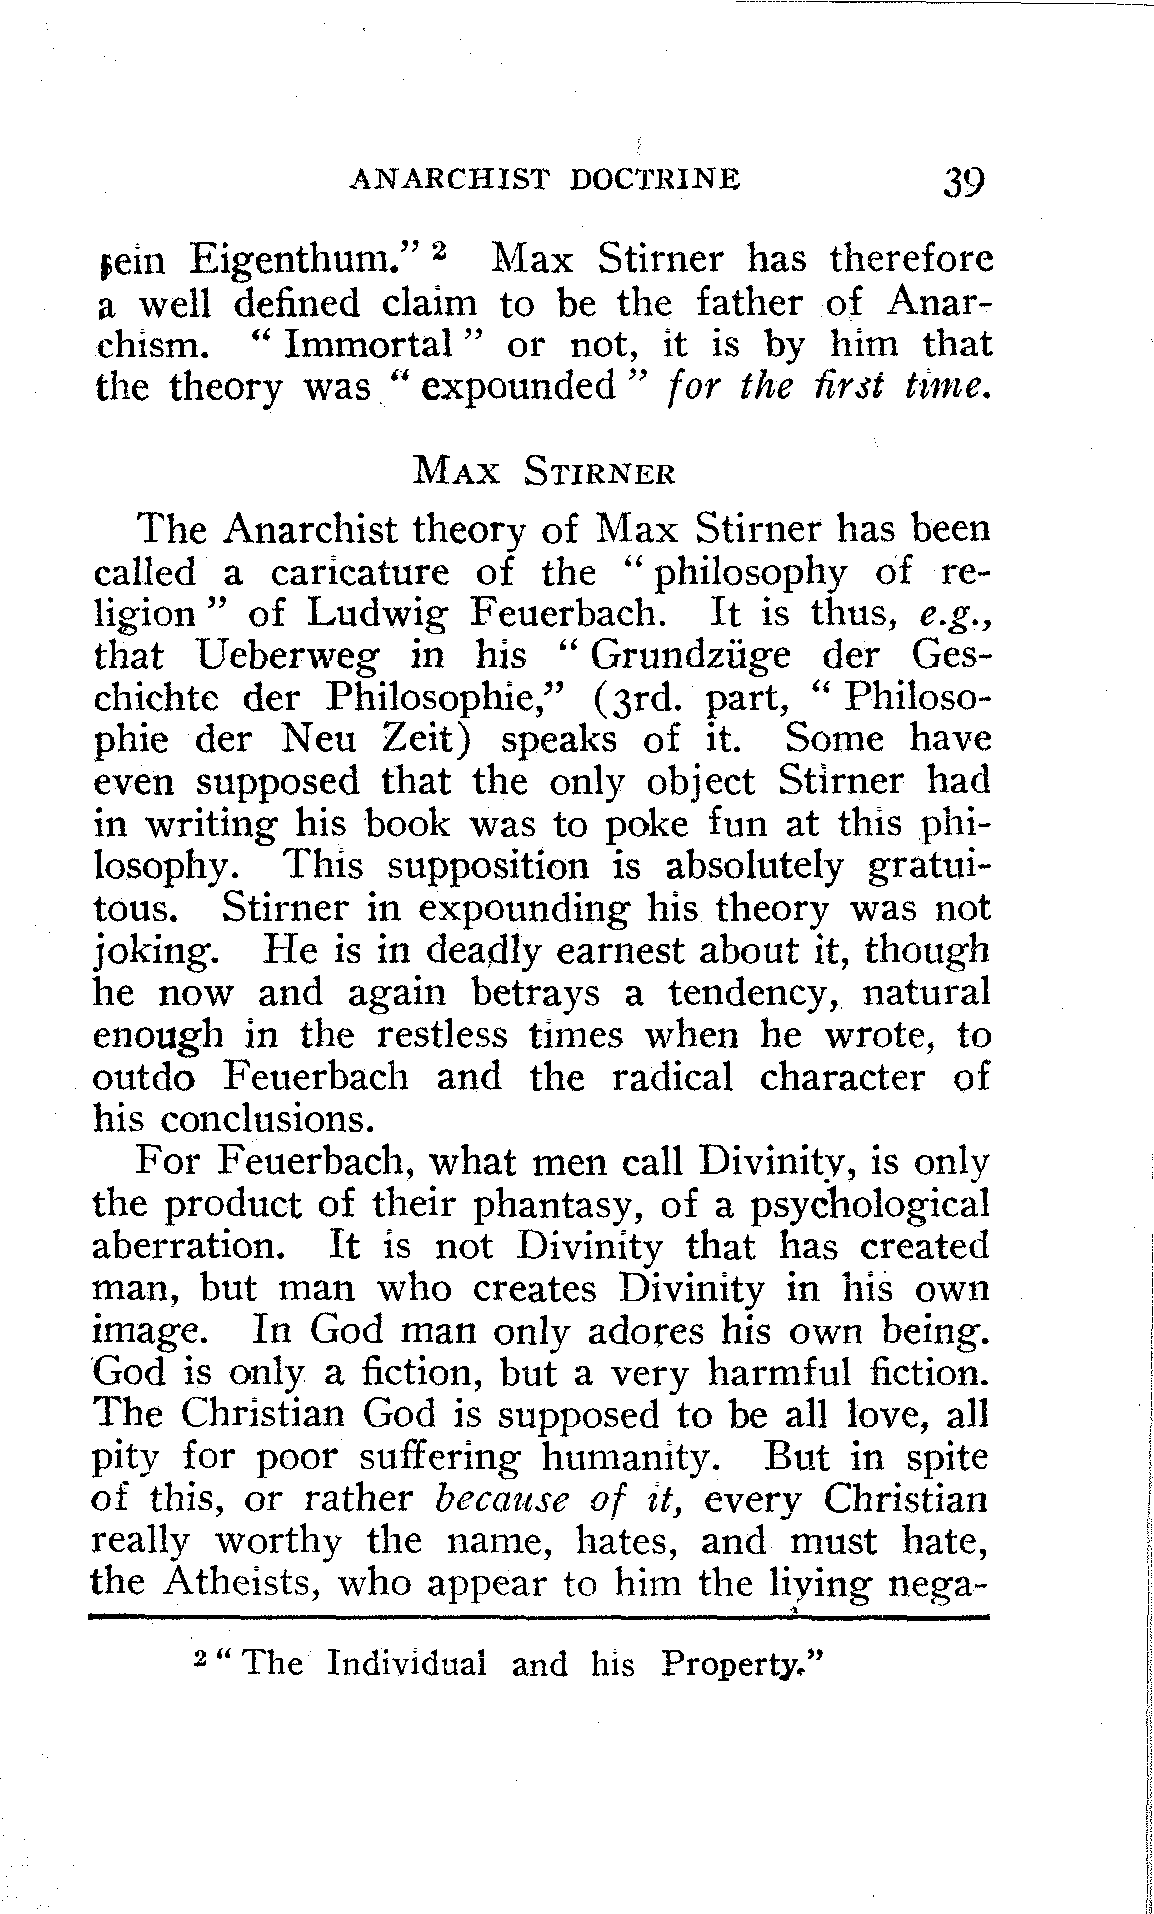 ANARCHIST DOCTRINE 39
sein Eigenthum." ² Max Stirner has therefore
a well defined claim to be the father of Anar-
chism. "Immortal" or not, it is by him that
the theory was "expounded" for the first time.
MAX STIRNER
The Anarchist theory of Max Stirner has been
called a caricature of the "philosophy of re-
ligion" of Ludwig Feuerbach. It is thus, e.g.,
that Ueberweg in his "Grundzüge der Ges-
chichte der Philosophie," (3rd. part, "Philoso-
phie der Neu Zeit) speaks of it. Some have
even supposed that the only object Stirner had
in writing his book was to poke fun at this phi-
losophy. This supposition is absolutely gratui-
tous. Stirner in expounding his theory was not
joking. He is in deadly earnest about it, though
he now and again betrays a tendency, natural
enough in the restless times when he wrote, to
outdo Feuerbach and the radical character of
his conclusions.
For Feuerbach, what men call Divinity, is only
the product of their phantasy, of a psychological
aberration. It is not Divinity that has created
man, but man who creates Divinity in his own
image. In God man only adores his own being.
God is only a fiction, but a very harmful fiction.
The Christian God is supposed to be all love, all
pity for poor suffering humanity. But in spite
of this, or rather because of it, every Christian
really worthy the name, hates, and must hate,
the Atheists, who appear to him the living nega-
² "The Individual and his Property."